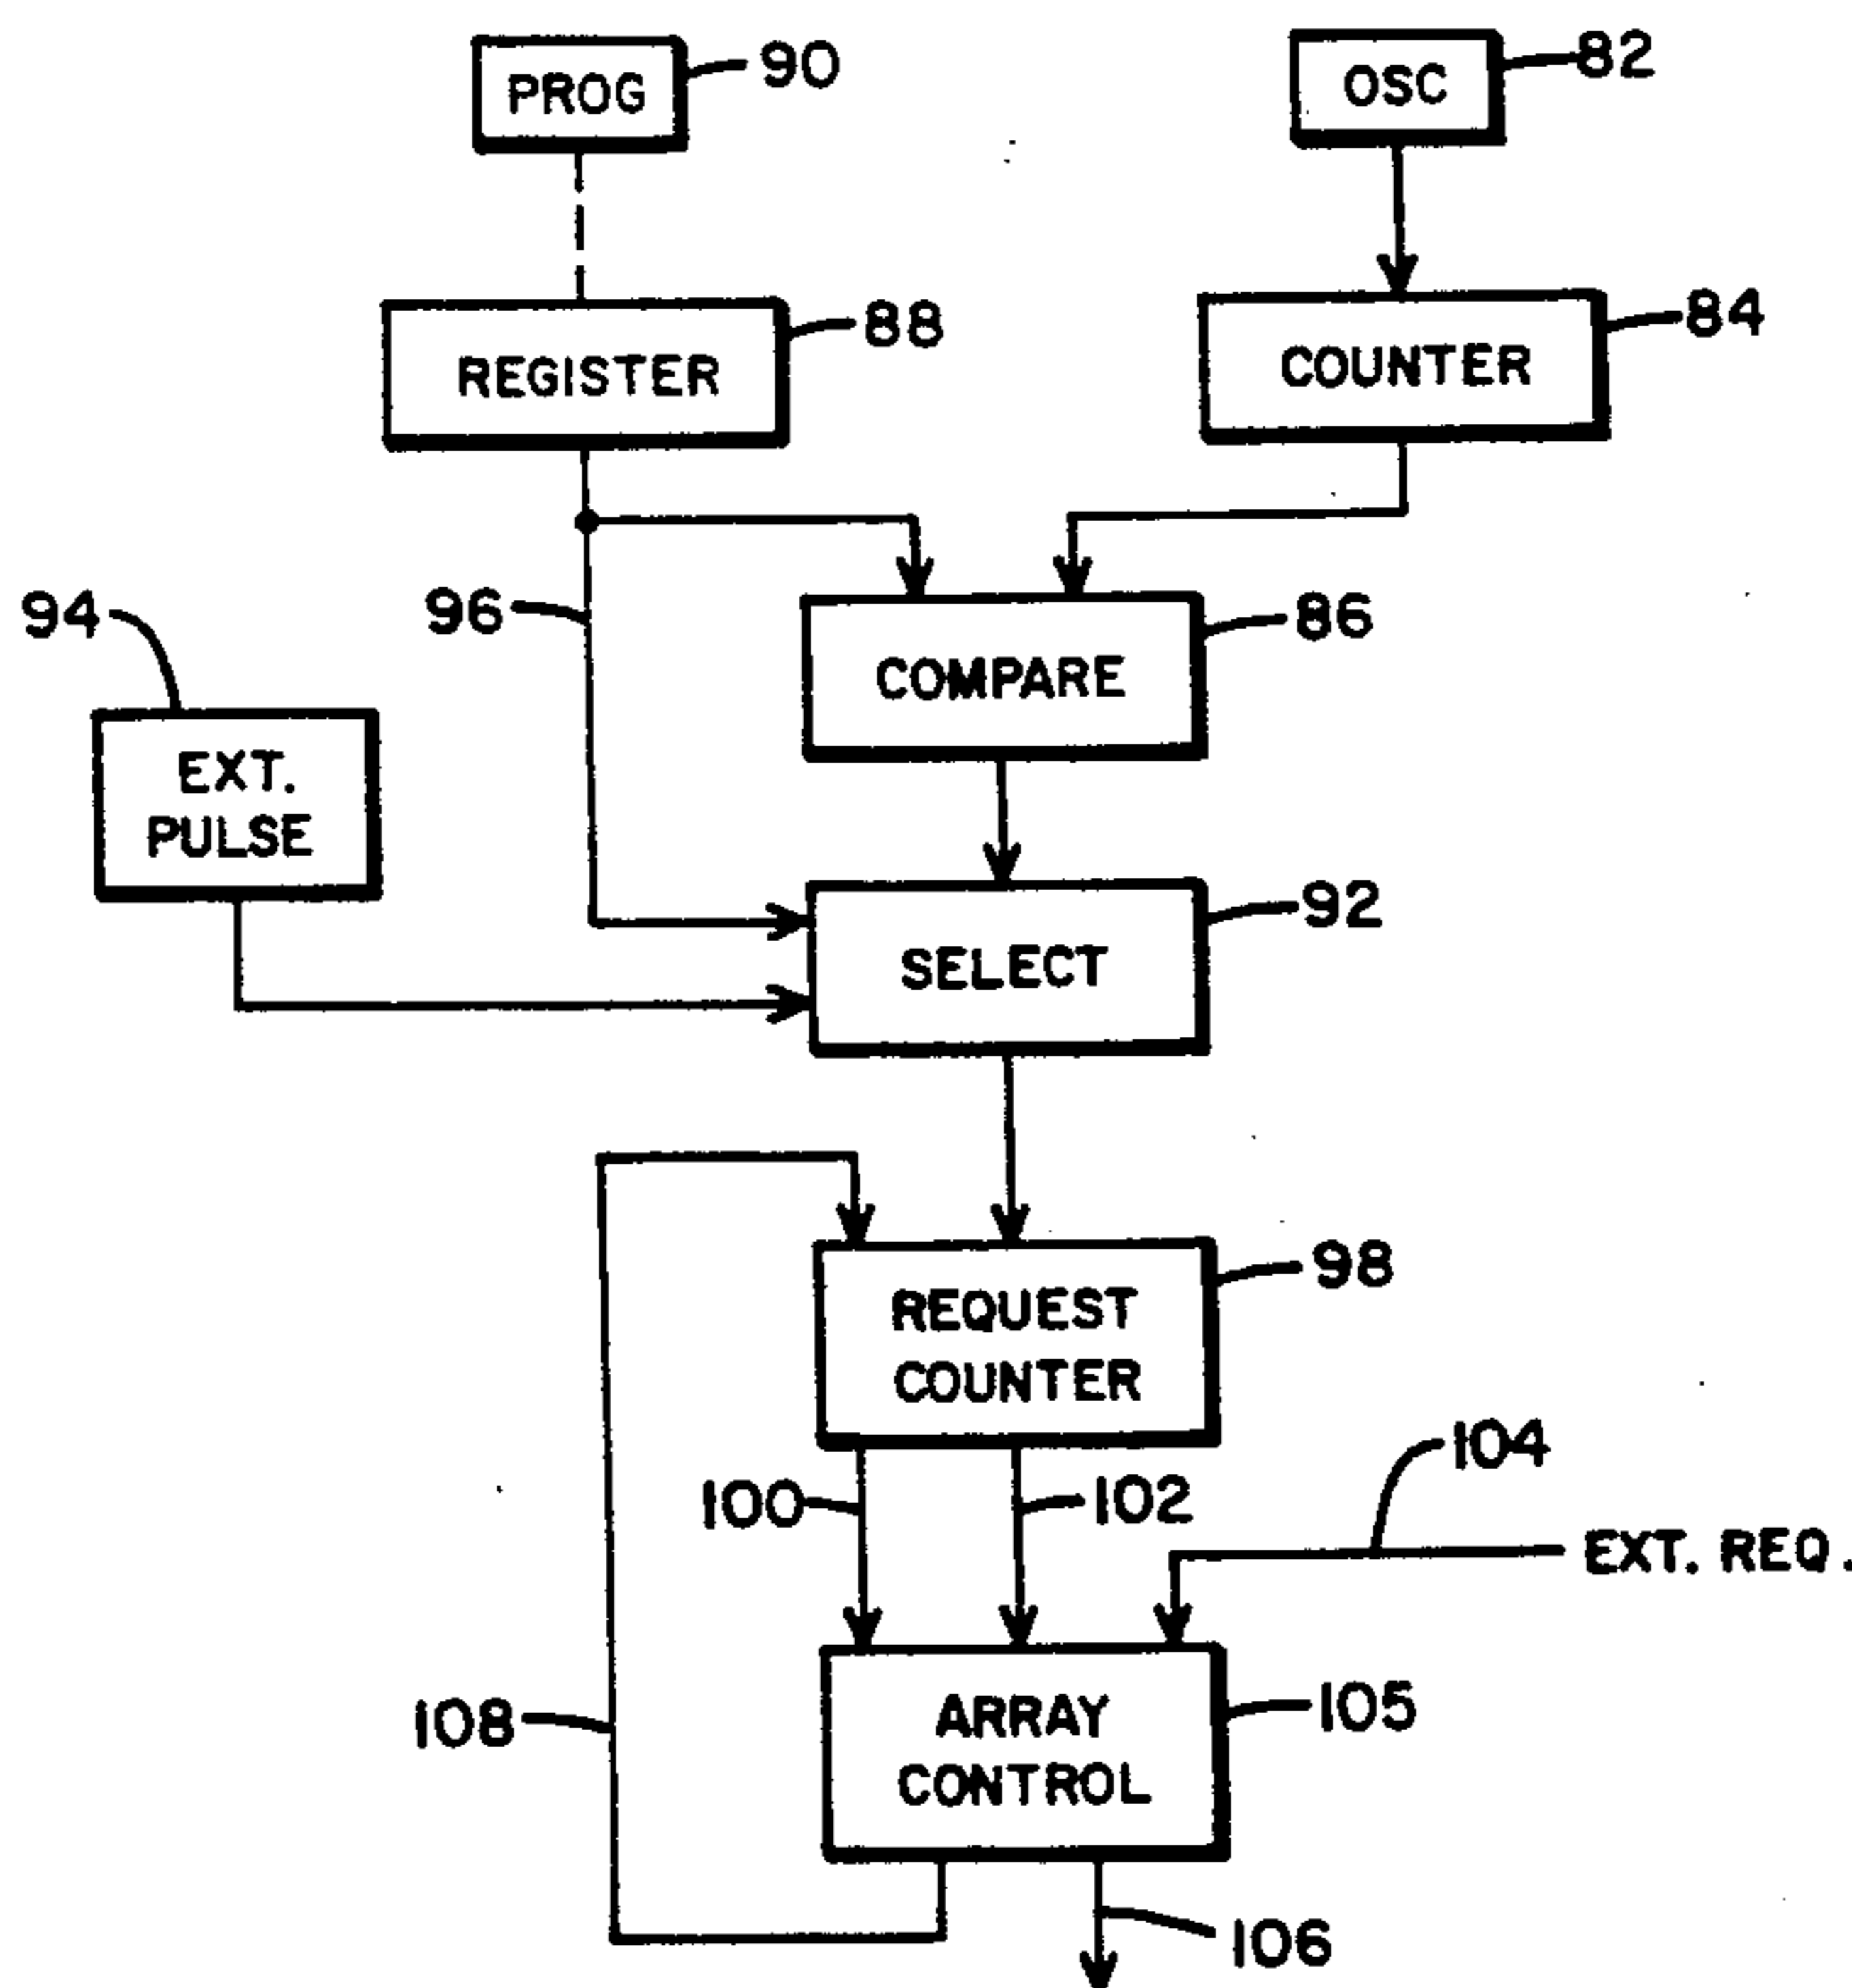 PROG
90
OSC
82
REGISTER
88
COUNTER
84
94
96
COMPARE
86
EXT.
PULSE
SELECT
92
REQUEST
COUNTER
98
100
102
104
EXT. REQ.
ARRAY
CONTROL
105
108
106